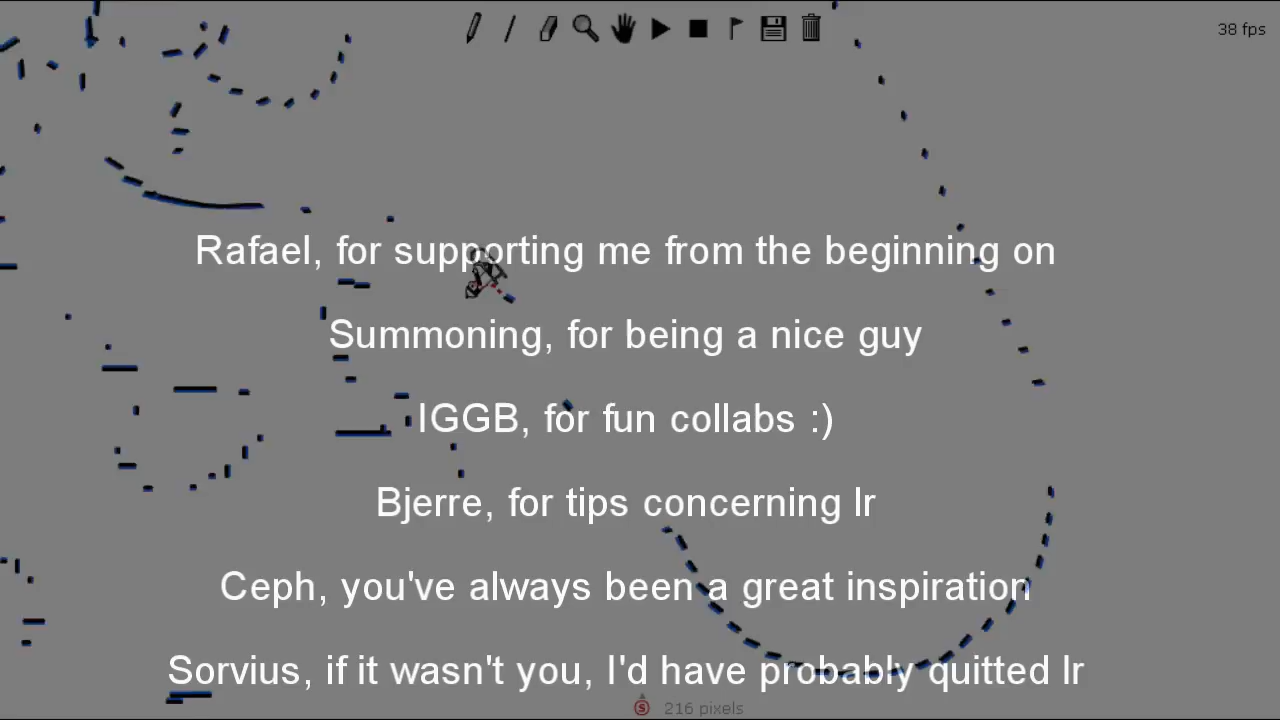 38 fps
Rafael, for supporting me from the beginning on
Summoning, for being a nice guy
IGGB, for fun collabs :)
Bjerre, for tips concerning lr
Ceph, you've always been a great inspiration
Sorvius, if it wasn't you, I'd have probably quitted lr
S 216 pixels